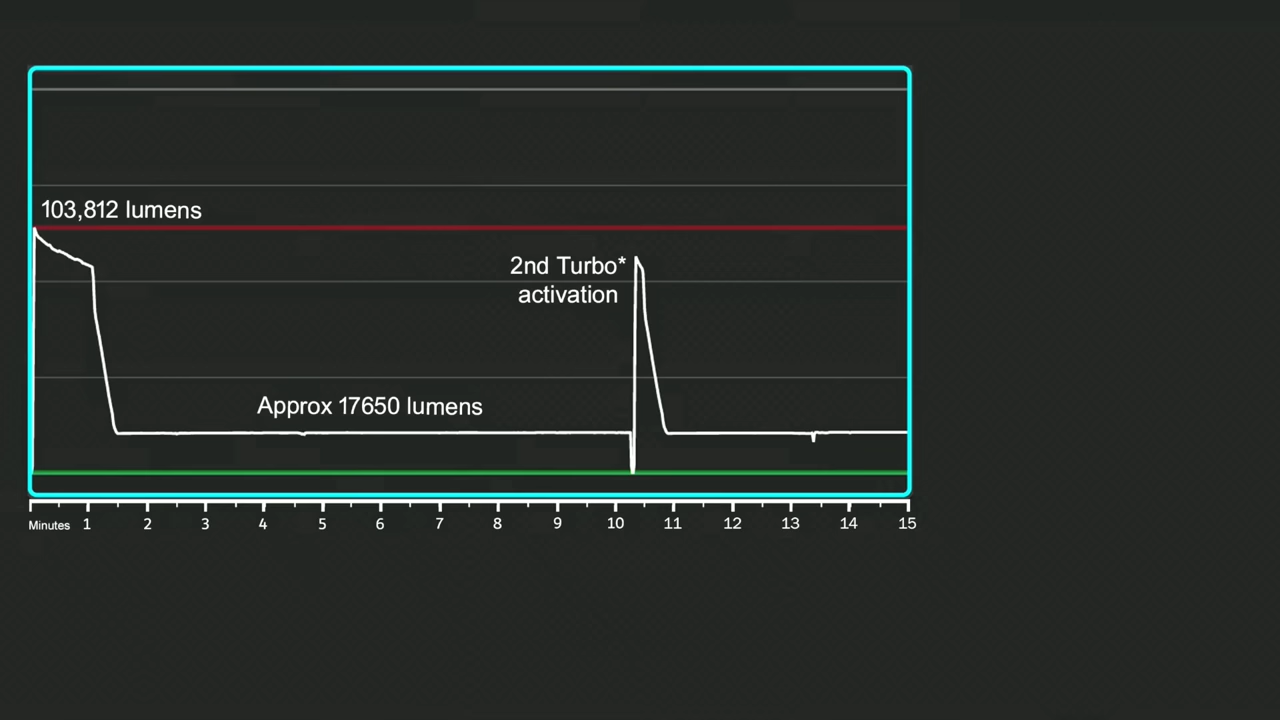 103,812 lumens
2nd Turbo*
activation
Approx 17650 lumens
Minutes 1 2 3 4 5 6 7 8 9 10 11 12 13 14 15